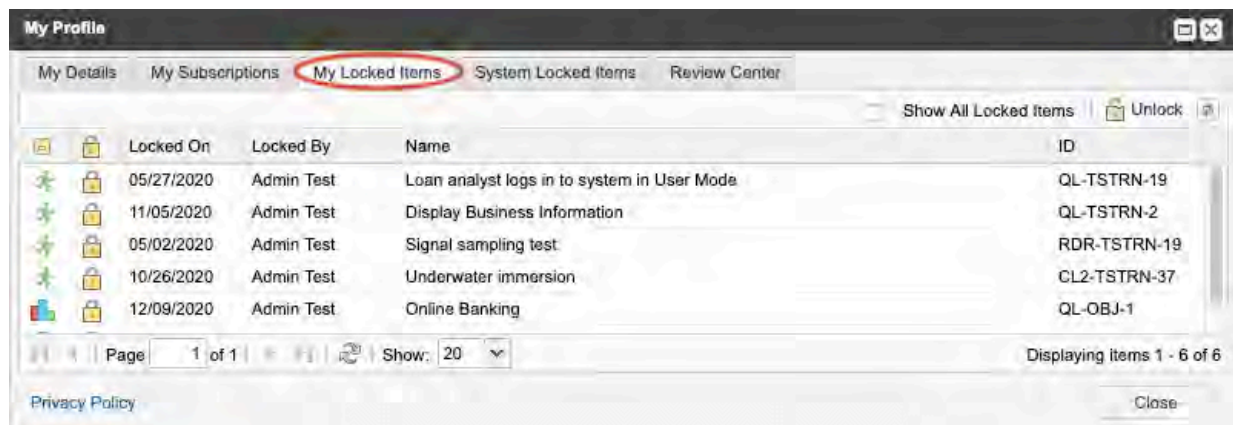 My Profile
My Details My Subscriptions My Locked Items System Locked Items Review Center
Show All Locked Items Unlock
Locked On Locked By Name ID
05/27/2020 Admin Test Loan analyst logs in to system in User Mode QL-TSTRN-19
11/05/2020 Admin Test Display Business Information QL-TSTRN-2
05/02/2020 Admin Test Signal sampling test RDR-TSTRN-19
10/26/2020 Admin Test Underwater immersion CL2-TSTRN-37
12/09/2020 Admin Test Online Banking QL-OBJ-1
Page 1 of 1 Show: 20 Displaying items 1 - 6 of 6
Privacy Policy Close